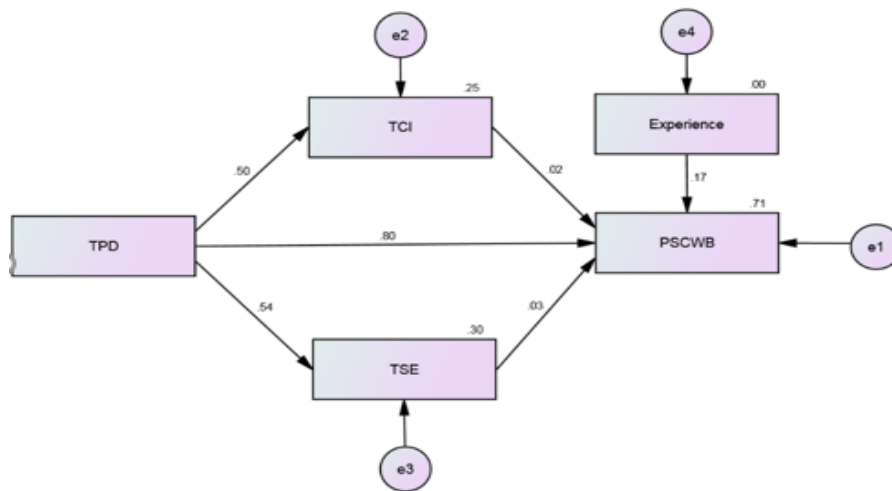 e2
e4
.25
.00
TCI
Experience
.50
.02
.17
.71
TPD
.80
PSCWB
e1
.54
.03
.30
TSE
e3